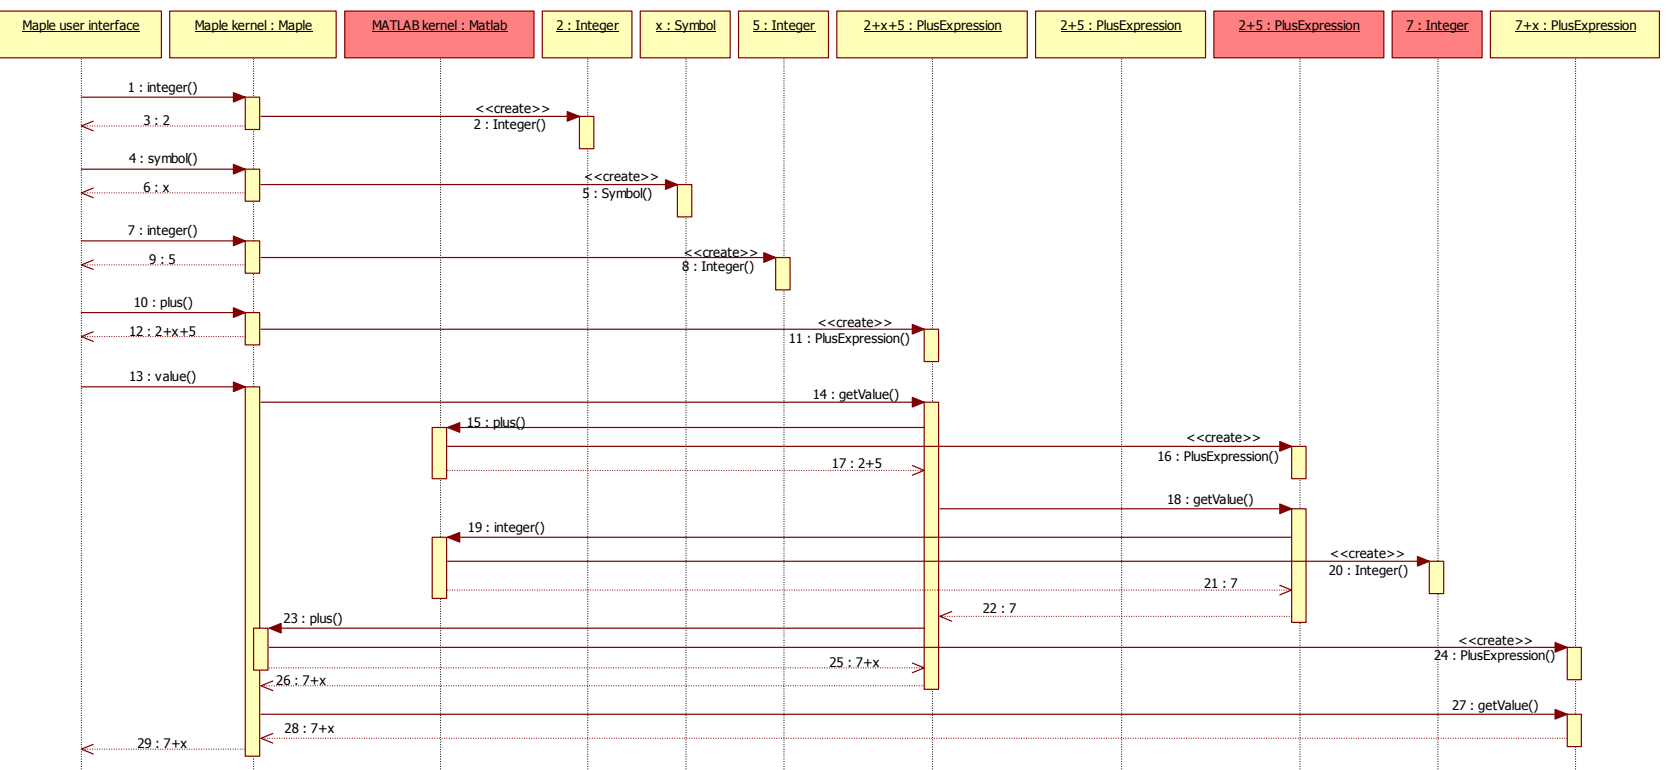 Maple user interface
Maple kernel : Maple
MATLAB kernel : Matlab
2 : Integer
x : Symbol
5 : Integer
2+x+5 : PlusExpression
2+5 : PlusExpression
2+5 : PlusExpression
7 : Integer
7+x : PlusExpression
1 : integer()
<<create>>
2 : Integer()
3 : 2
4 : symbol()
<<create>>
5 : Symbol()
6 : x
7 : integer()
<<create>>
8 : Integer()
9 : 5
10 : plus()
<<create>>
11 : PlusExpression()
12 : 2+x+5
13 : value()
14 : getValue()
15 : plus()
<<create>>
16 : PlusExpression()
17 : 2+5
18 : getValue()
19 : integer()
<<create>>
20 : Integer()
21 : 7
22 : 7
23 : plus()
<<create>>
24 : PlusExpression()
25 : 7+x
26 : 7+x
27 : getValue()
28 : 7+x
29 : 7+x